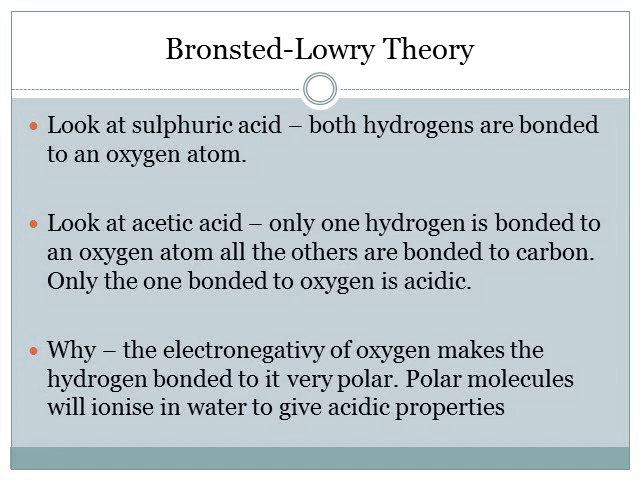 Bronsted-Lowry Theory
• Look at sulphuric acid – both hydrogens are bonded
to an oxygen atom.
• Look at acetic acid – only one hydrogen is bonded to
an oxygen atom all the others are bonded to carbon.
Only the one bonded to oxygen is acidic.
• Why – the electronegativy of oxygen makes the
hydrogen bonded to it very polar. Polar molecules
will ionise in water to give acidic properties